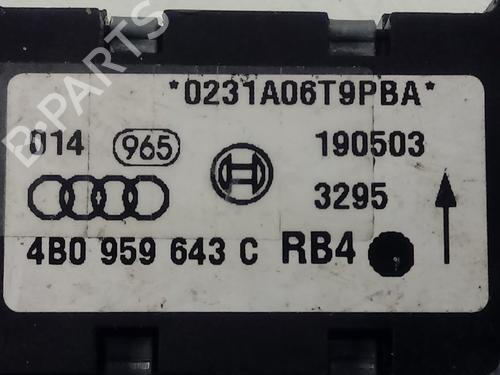 *0231A06T9PBA*
014 965 190503
3295
4B0 959 643 C RB4
B-PARTS